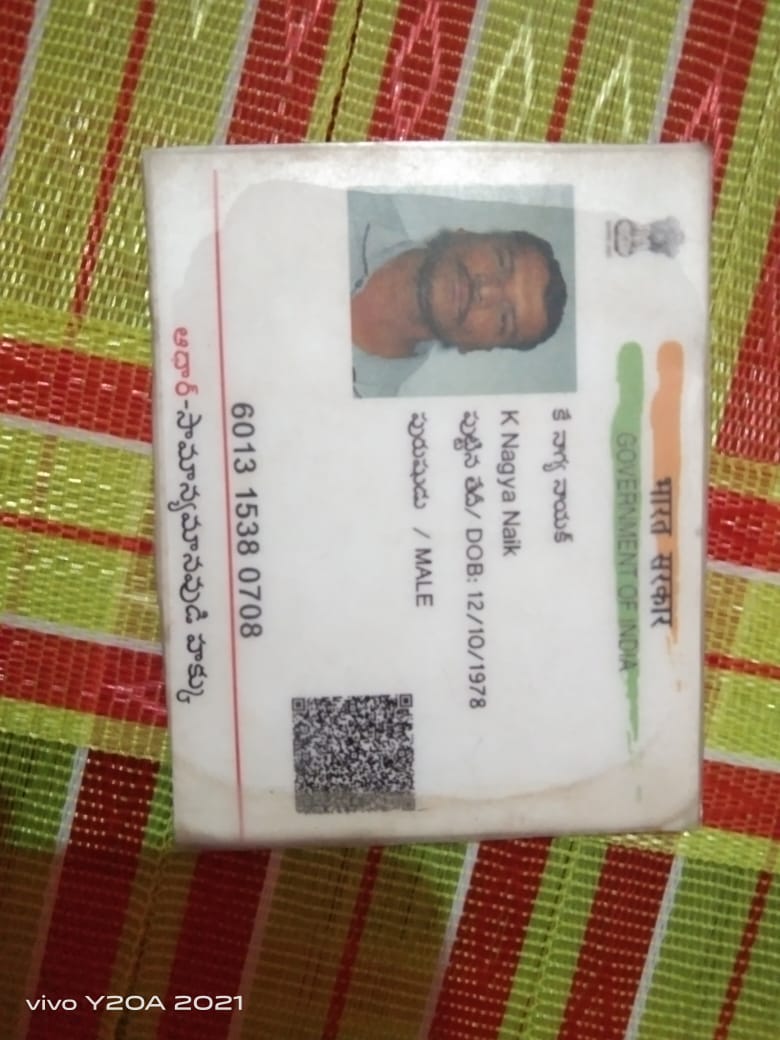 भारत सरकार
GOVERNMENT OF INDIA
కె నాగ్య నాయక్
K Nagya Naik
పుట్టిన తేదీ/ DOB: 12/10/1978
పురుషుడు / MALE
6013 1538 0708
ఆధార్-సామాన్యమానవుడి హక్కు
vivo Y20A 2021